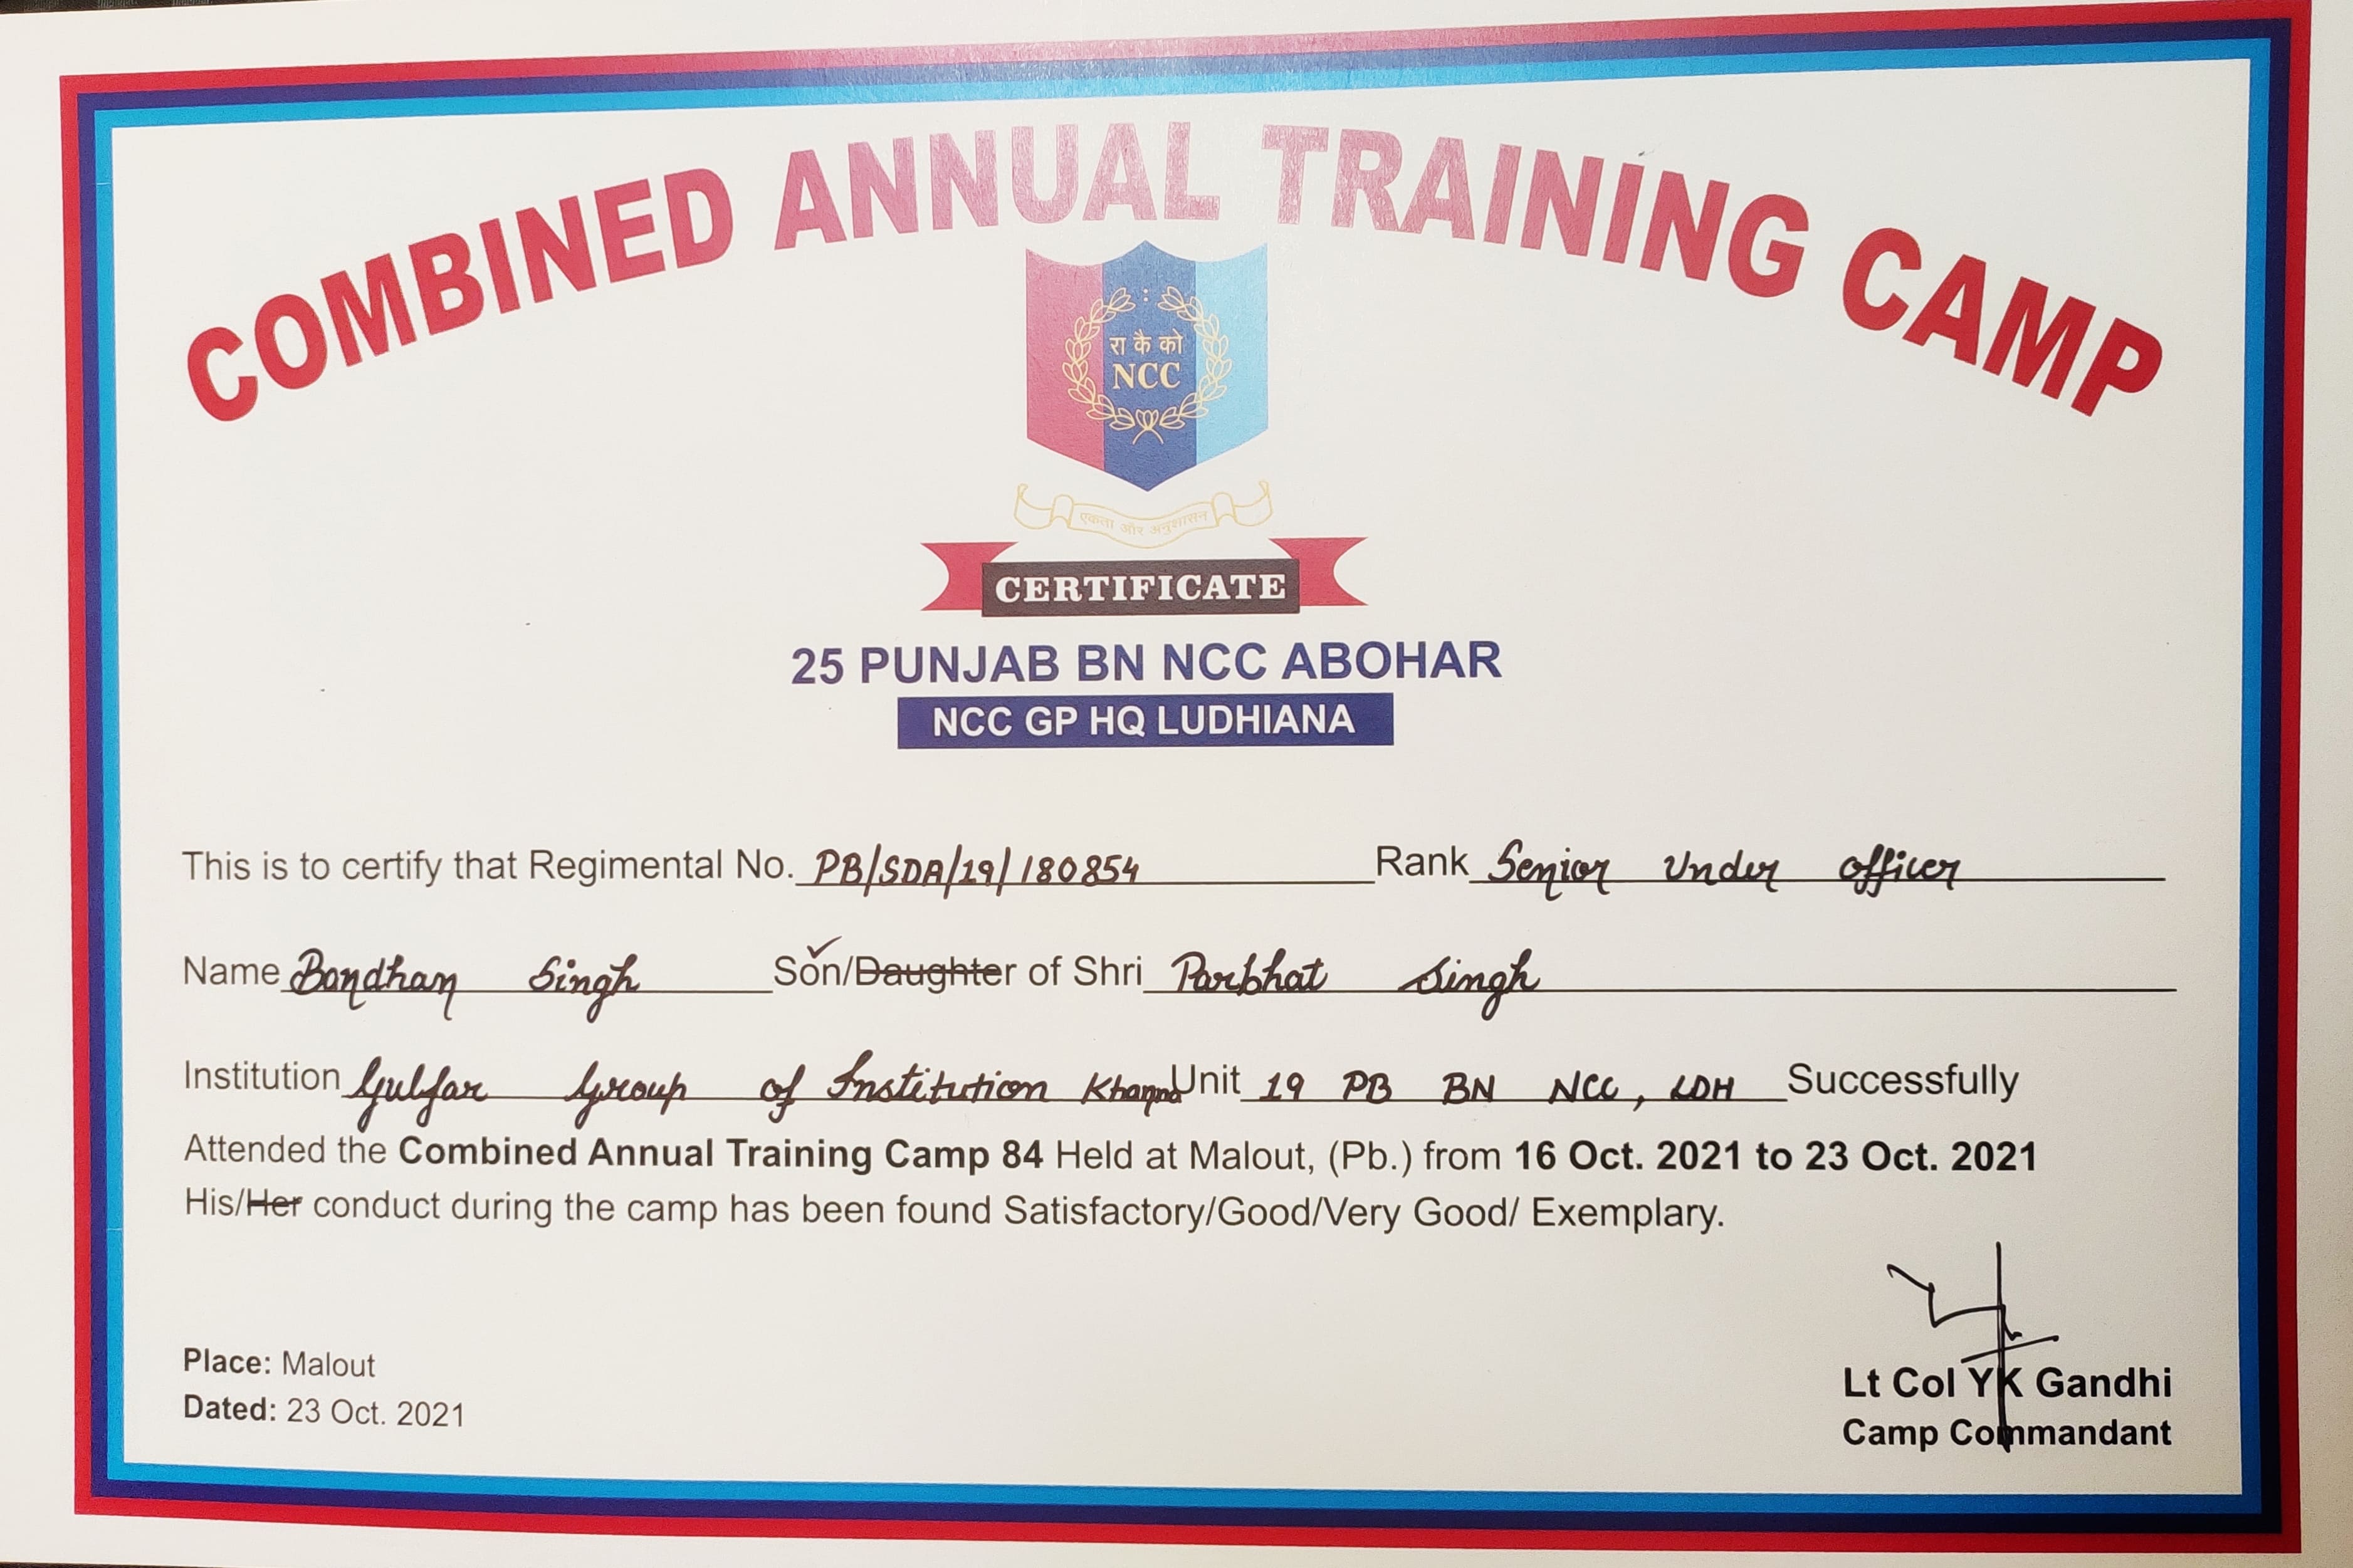 COMBINED ANNUAL TRAINING CAMP
रा कै को
NCC
एकता और अनुशासन
CERTIFICATE
25 PUNJAB BN NCC ABOHAR
NCC GP HQ LUDHIANA
This is to certify that Regimental No. PB/SDA/19/180854 Rank Senior Under Officer
Name Bandhan Singh Son/Daughter of Shri Parbhat Singh
Institution Gulzar Group of Institution Khanna Unit 19 PB BN NCC, LDH Successfully
Attended the Combined Annual Training Camp 84 Held at Malout, (Pb.) from 16 Oct. 2021 to 23 Oct. 2021
His/Her conduct during the camp has been found Satisfactory/Good/Very Good/ Exemplary.
Place: Malout
Dated: 23 Oct. 2021
Lt Col YK Gandhi
Camp Commandant